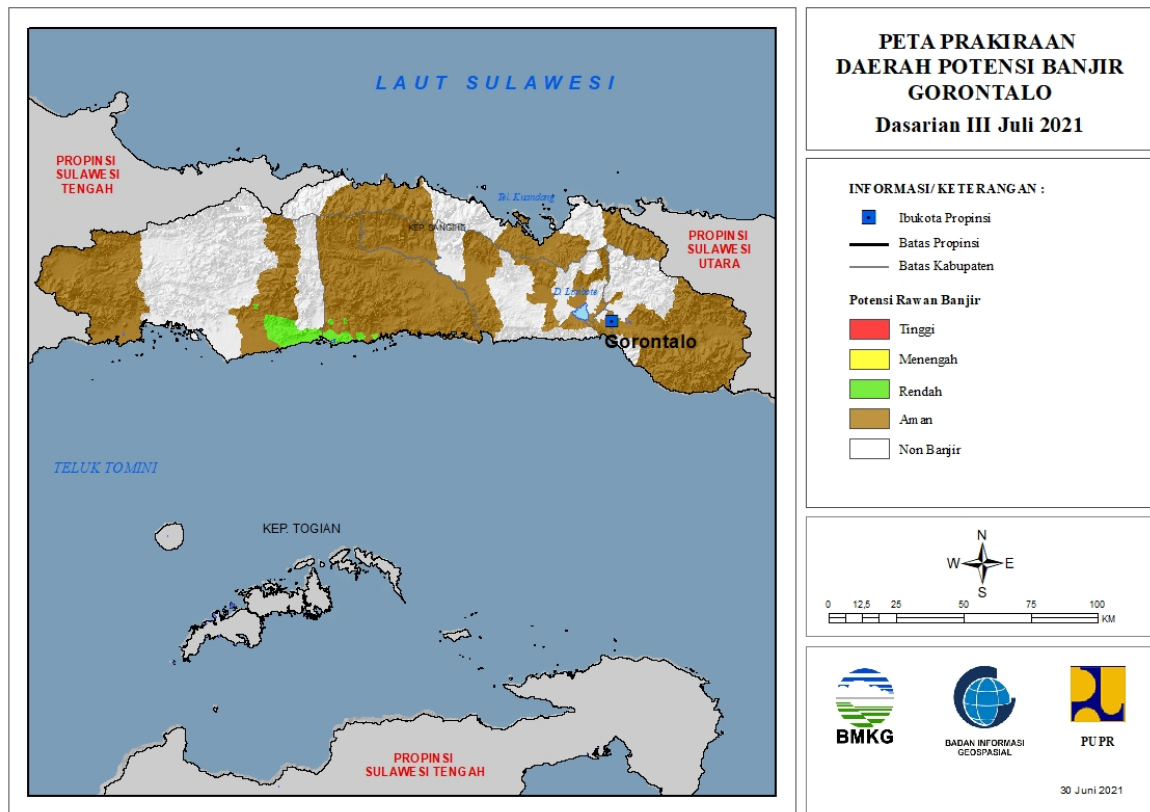 LAUT SULAWESI
PROPINSI
SULAWESI
TENGAH
Tel. Kuandang
KEP. SANGIHE
PROPINSI
SULAWESI
UTARA
D. Limboto
Gorontalo
TELUK TOMINI
KEP. TOGIAN
PROPINSI
SULAWESI TENGAH
PETA PRAKIRAAN
DAERAH POTENSI BANJIR
GORONTALO
Dasarian III Juli 2021
INFORMASI/ KETERANGAN :
Ibukota Propinsi
Batas Propinsi
Batas Kabupaten
Potensi Rawan Banjir
Tinggi
Menengah
Rendah
Aman
Non Banjir
N
W E
S
0 12,5 25 50 75 100
KM
BMKG
BADAN INFORMASI
GEOSPASIAL
PUPR
30 Juni 2021